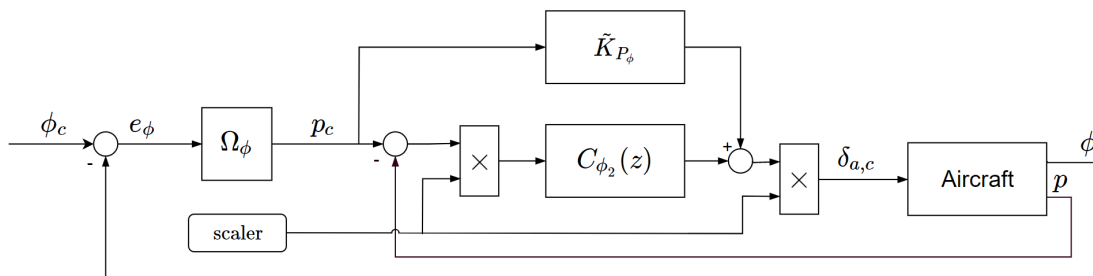 K̃_{P_ϕ}
ϕ_c
-
e_ϕ
Ω_ϕ
p_c
-
×
C_{ϕ_2}(z)
+
×
δ_{a,c}
Aircraft
ϕ
p
scaler